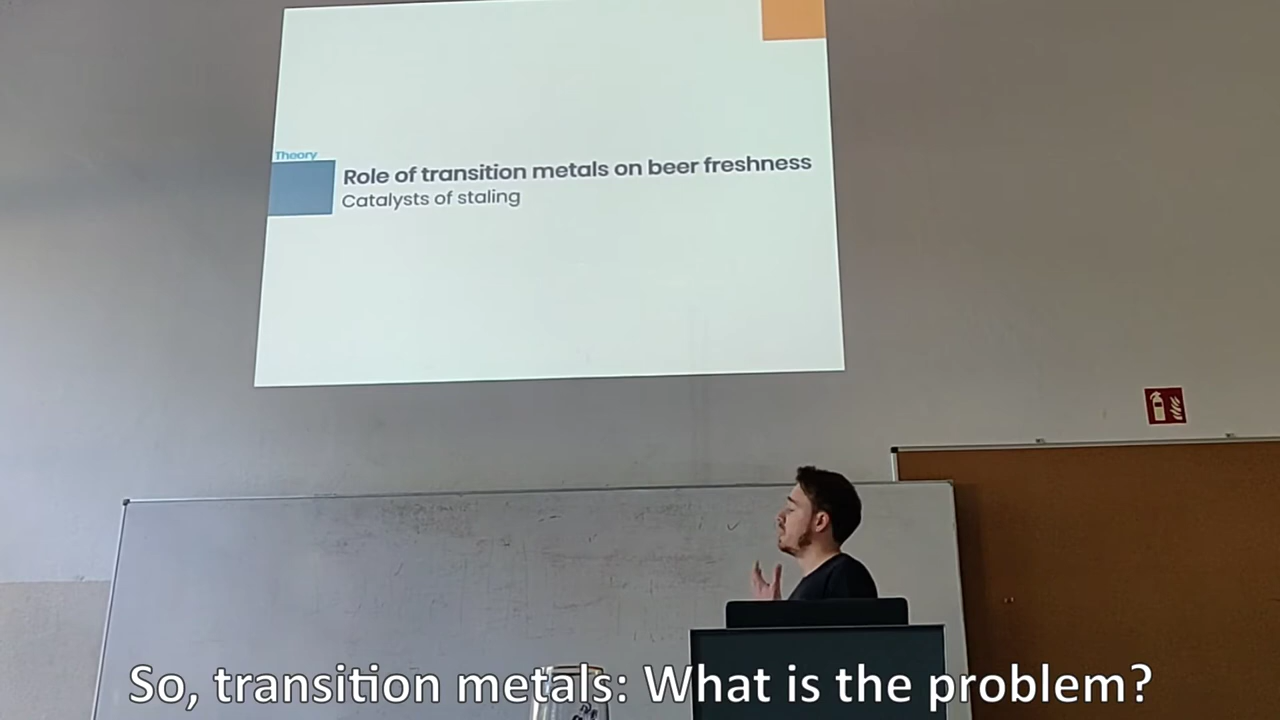 Theory
Role of transition metals on beer freshness
Catalysts of staling
So, transition metals: What is the problem?